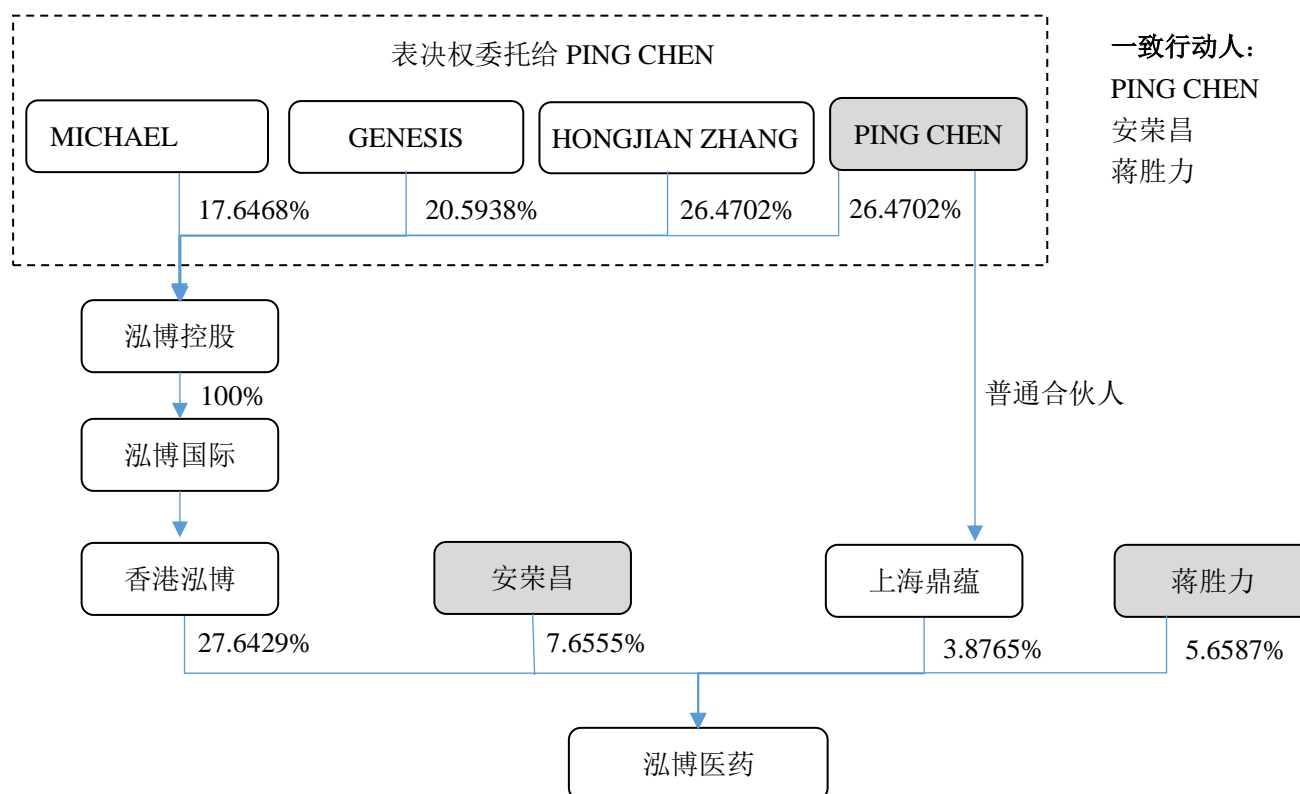 表决权委托给 PING CHEN
一致行动人:
PING CHEN
安荣昌
蒋胜力
MICHAEL
GENESIS
HONGJIAN ZHANG
PING CHEN
17.6468%
20.5938%
26.4702%
26.4702%
泓博控股
100%
普通合伙人
泓博国际
香港泓博
安荣昌
上海鼎蕴
蒋胜力
27.6429%
7.6555%
3.8765%
5.6587%
泓博医药